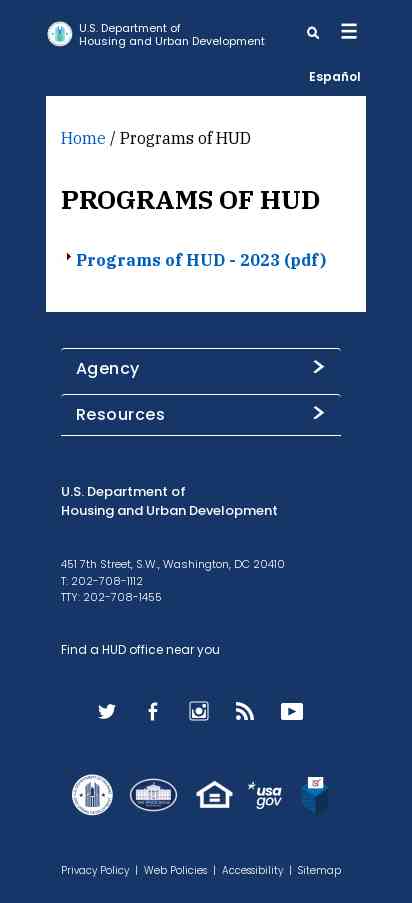 U.S. Department of
Housing and Urban Development
Español
Home / Programs of HUD
PROGRAMS OF HUD
Programs of HUD - 2023 (pdf)
Agency
Resources
U.S. Department of
Housing and Urban Development
451 7th Street, S.W., Washington, DC 20410
T: 202-708-1112
TTY: 202-708-1455
Find a HUD office near you
usa
gov
Privacy Policy | Web Policies | Accessibility | Sitemap